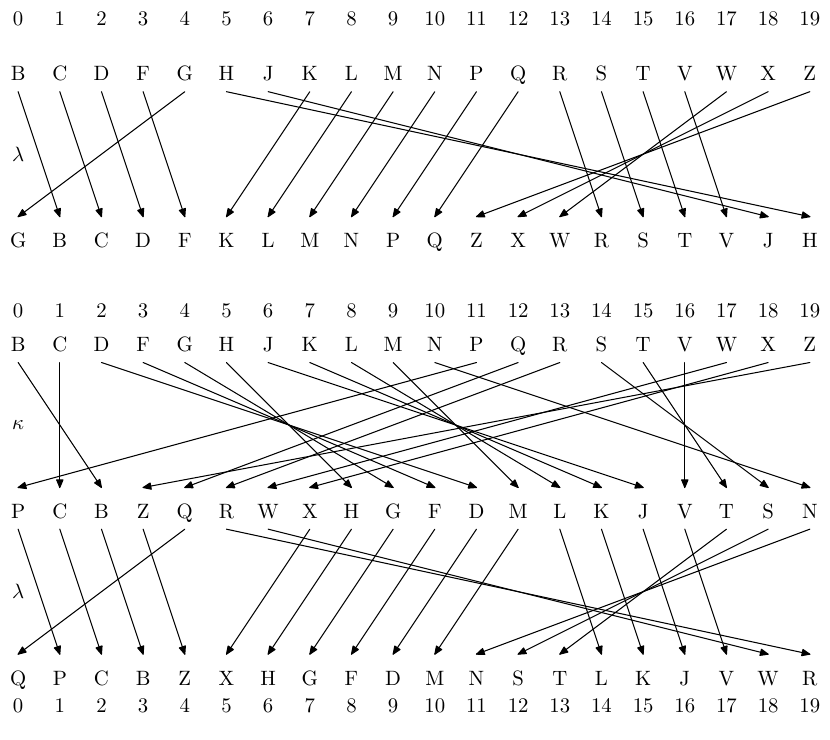 0 1 2 3 4 5 6 7 8 9 10 11 12 13 14 15 16 17 18 19
B C D F G H J K L M N P Q R S T V W X Z
λ
G B C D F K L M N P Q Z X W R S T V J H
0 1 2 3 4 5 6 7 8 9 10 11 12 13 14 15 16 17 18 19
B C D F G H J K L M N P Q R S T V W X Z
κ
P C B Z Q R W X H G F D M L K J V T S N
λ
Q P C B Z X H G F D M N S T L K J V W R
0 1 2 3 4 5 6 7 8 9 10 11 12 13 14 15 16 17 18 19